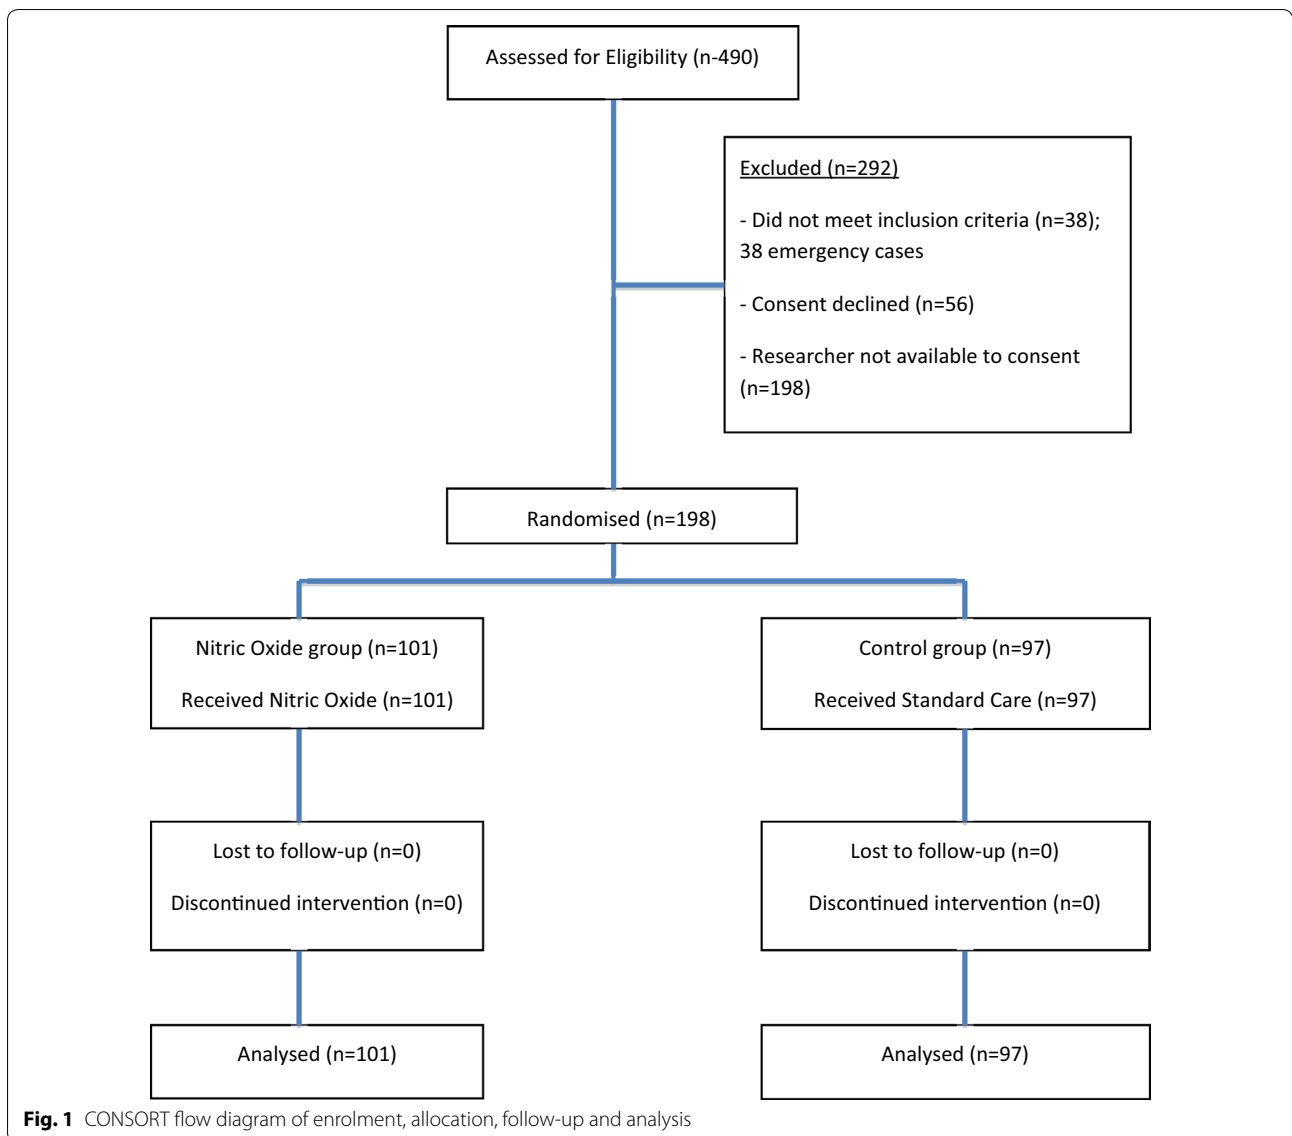 Assessed for Eligibility (n-490)
Excluded (n=292)
- Did not meet inclusion criteria (n=38);
38 emergency cases
- Consent declined (n=56)
- Researcher not available to consent
(n=198)
Randomised (n=198)
Nitric Oxide group (n=101)
Received Nitric Oxide (n=101)
Control group (n=97)
Received Standard Care (n=97)
Lost to follow-up (n=0)
Discontinued intervention (n=0)
Lost to follow-up (n=0)
Discontinued intervention (n=0)
Analysed (n=101)
Analysed (n=97)
Fig. 1 CONSORT flow diagram of enrolment, allocation, follow-up and analysis